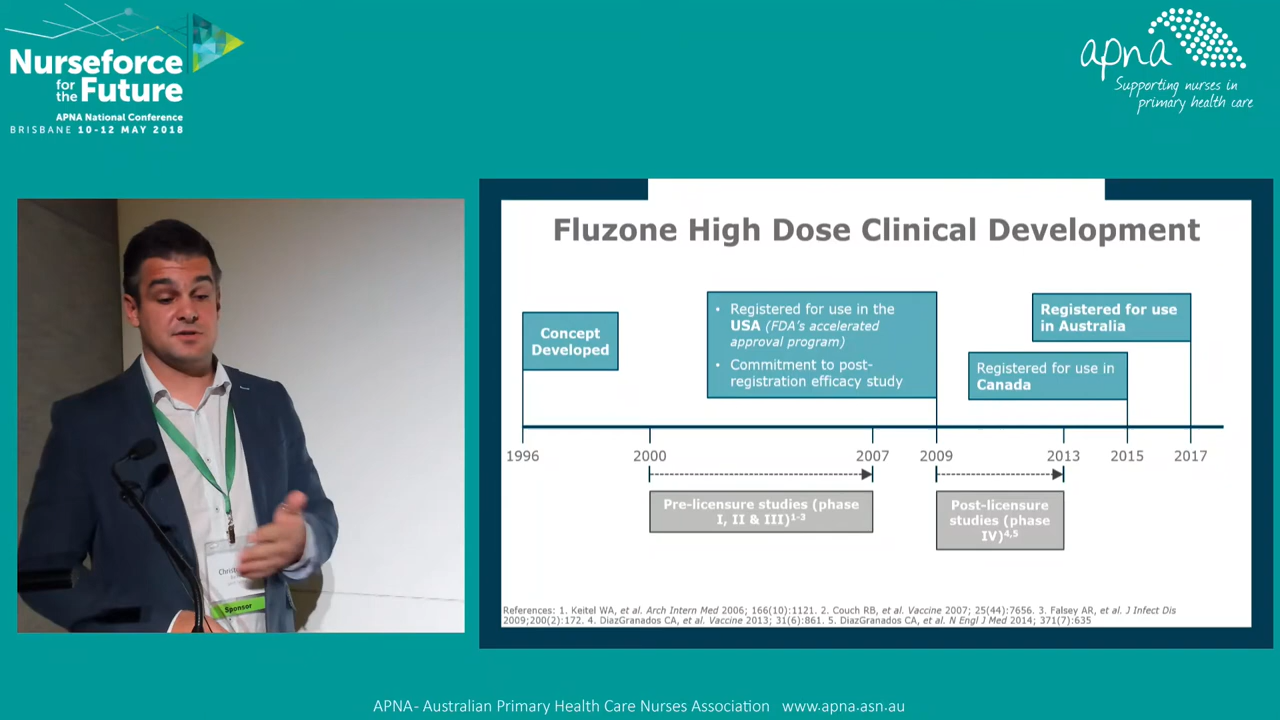 Nurseforce
for the Future
APNA National Conference
BRISBANE 10-12 MAY 2018
apna
Supporting nurses in
primary health care
Fluzone High Dose Clinical Development
Concept
Developed
• Registered for use in the
USA (FDA's accelerated
approval program)
• Commitment to post-
registration efficacy study
Registered for use
in Australia
Registered for use in
Canada
1996 2000 2007 2009 2013 2015 2017
Pre-licensure studies (phase
I, II & III)1-3
Post-licensure
studies (phase
IV)4,5
References: 1. Keitel WA, et al. Arch Intern Med 2006; 166(10):1121. 2. Couch RB, et al. Vaccine 2007; 25(44):7656. 3. Falsey AR, et al. J Infect Dis
2009;200(2):172. 4. DiazGranados CA, et al. Vaccine 2013; 31(6):861. 5. DiazGranados CA, et al. N Engl J Med 2014; 371(7):635
Sponsor
APNA- Australian Primary Health Care Nurses Association www.apna.asn.au